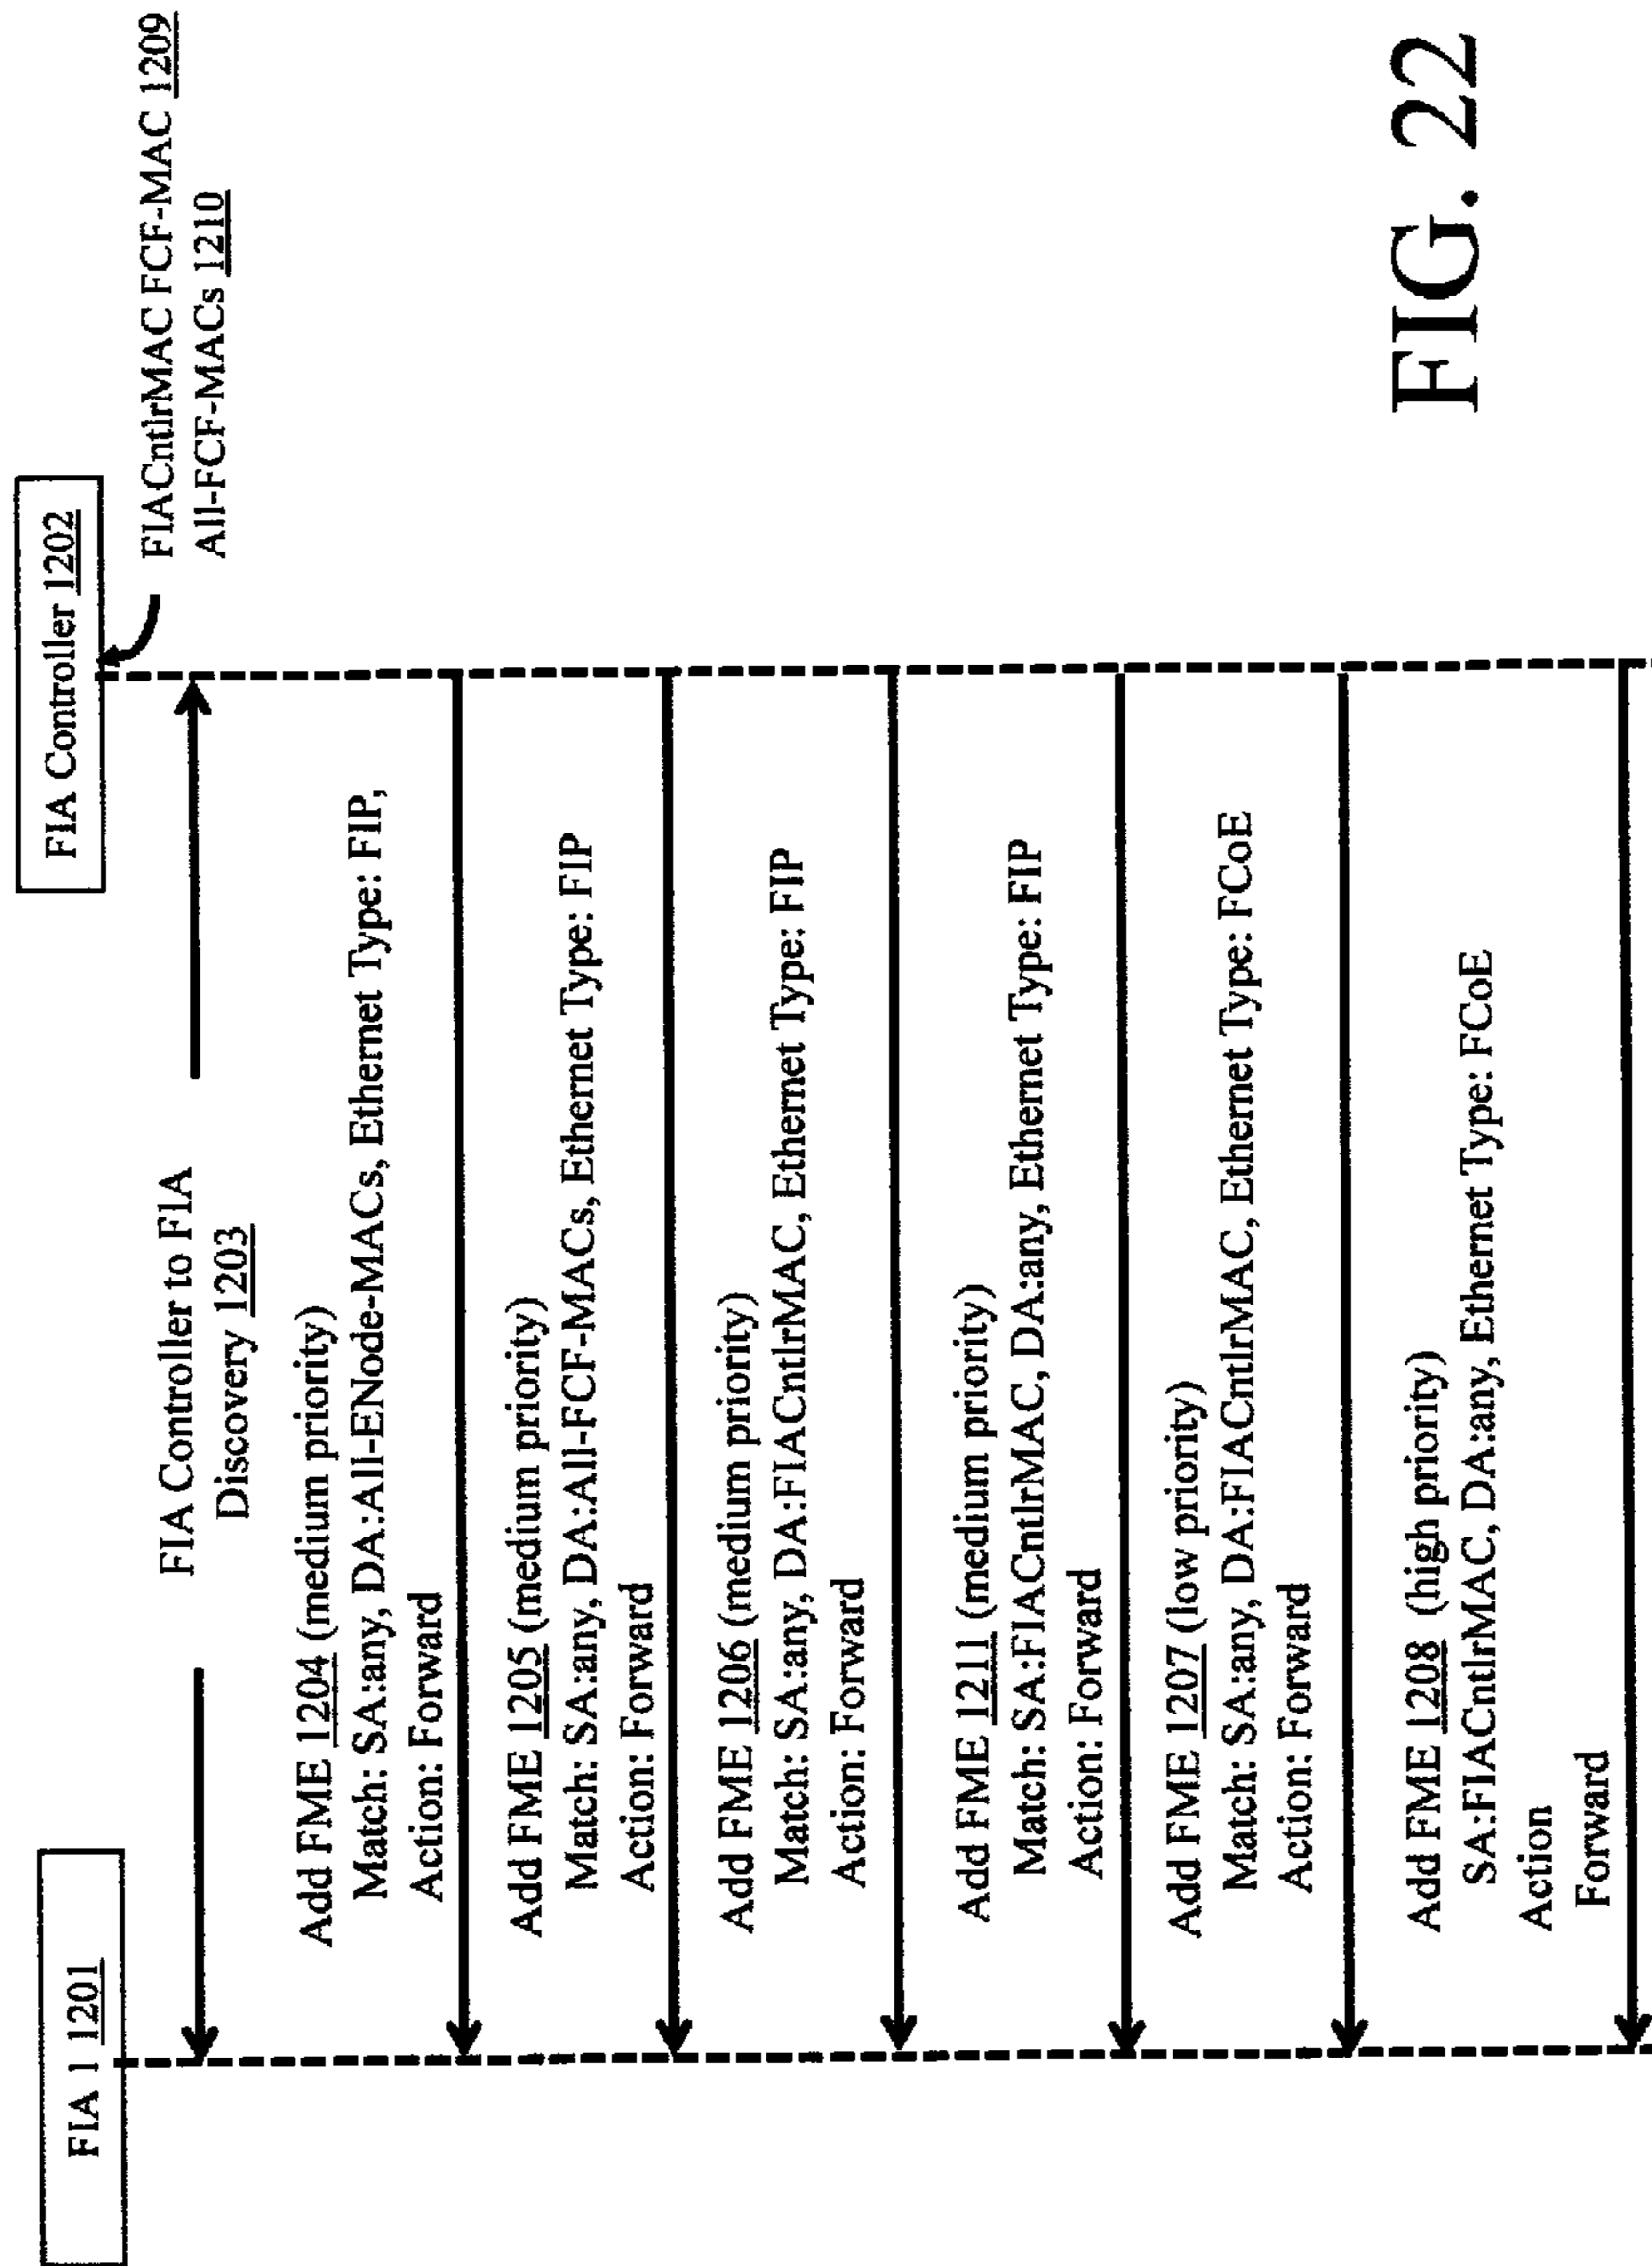 FIA 1 1201
FIA Controller 1202
FIACntlrMAC FCF-MAC 1209
All-FCF-MACs 1210
FIA Controller to FIA
Discovery 1203
Add FME 1204 (medium priority)
Match: SA:any, DA:All-ENode-MACs, Ethernet Type: FIP,
Action: Forward
Add FME 1205 (medium priority)
Match: SA:any, DA:All-FCF-MACs, Ethernet Type: FIP
Action: Forward
Add FME 1206 (medium priority)
Match: SA:any, DA:FIACntlrMAC, Ethernet Type: FIP
Action: Forward
Add FME 1211 (medium priority)
Match: SA:FIACntlrMAC, DA:any, Ethernet Type: FIP
Action: Forward
Add FME 1207 (low priority)
Match: SA:any, DA:FIACntlrMAC, Ethernet Type: FCoE
Action: Forward
Add FME 1208 (high priority)
SA:FIACntlrMAC, DA:any, Ethernet Type: FCoE
Action
Forward
FIG. 22